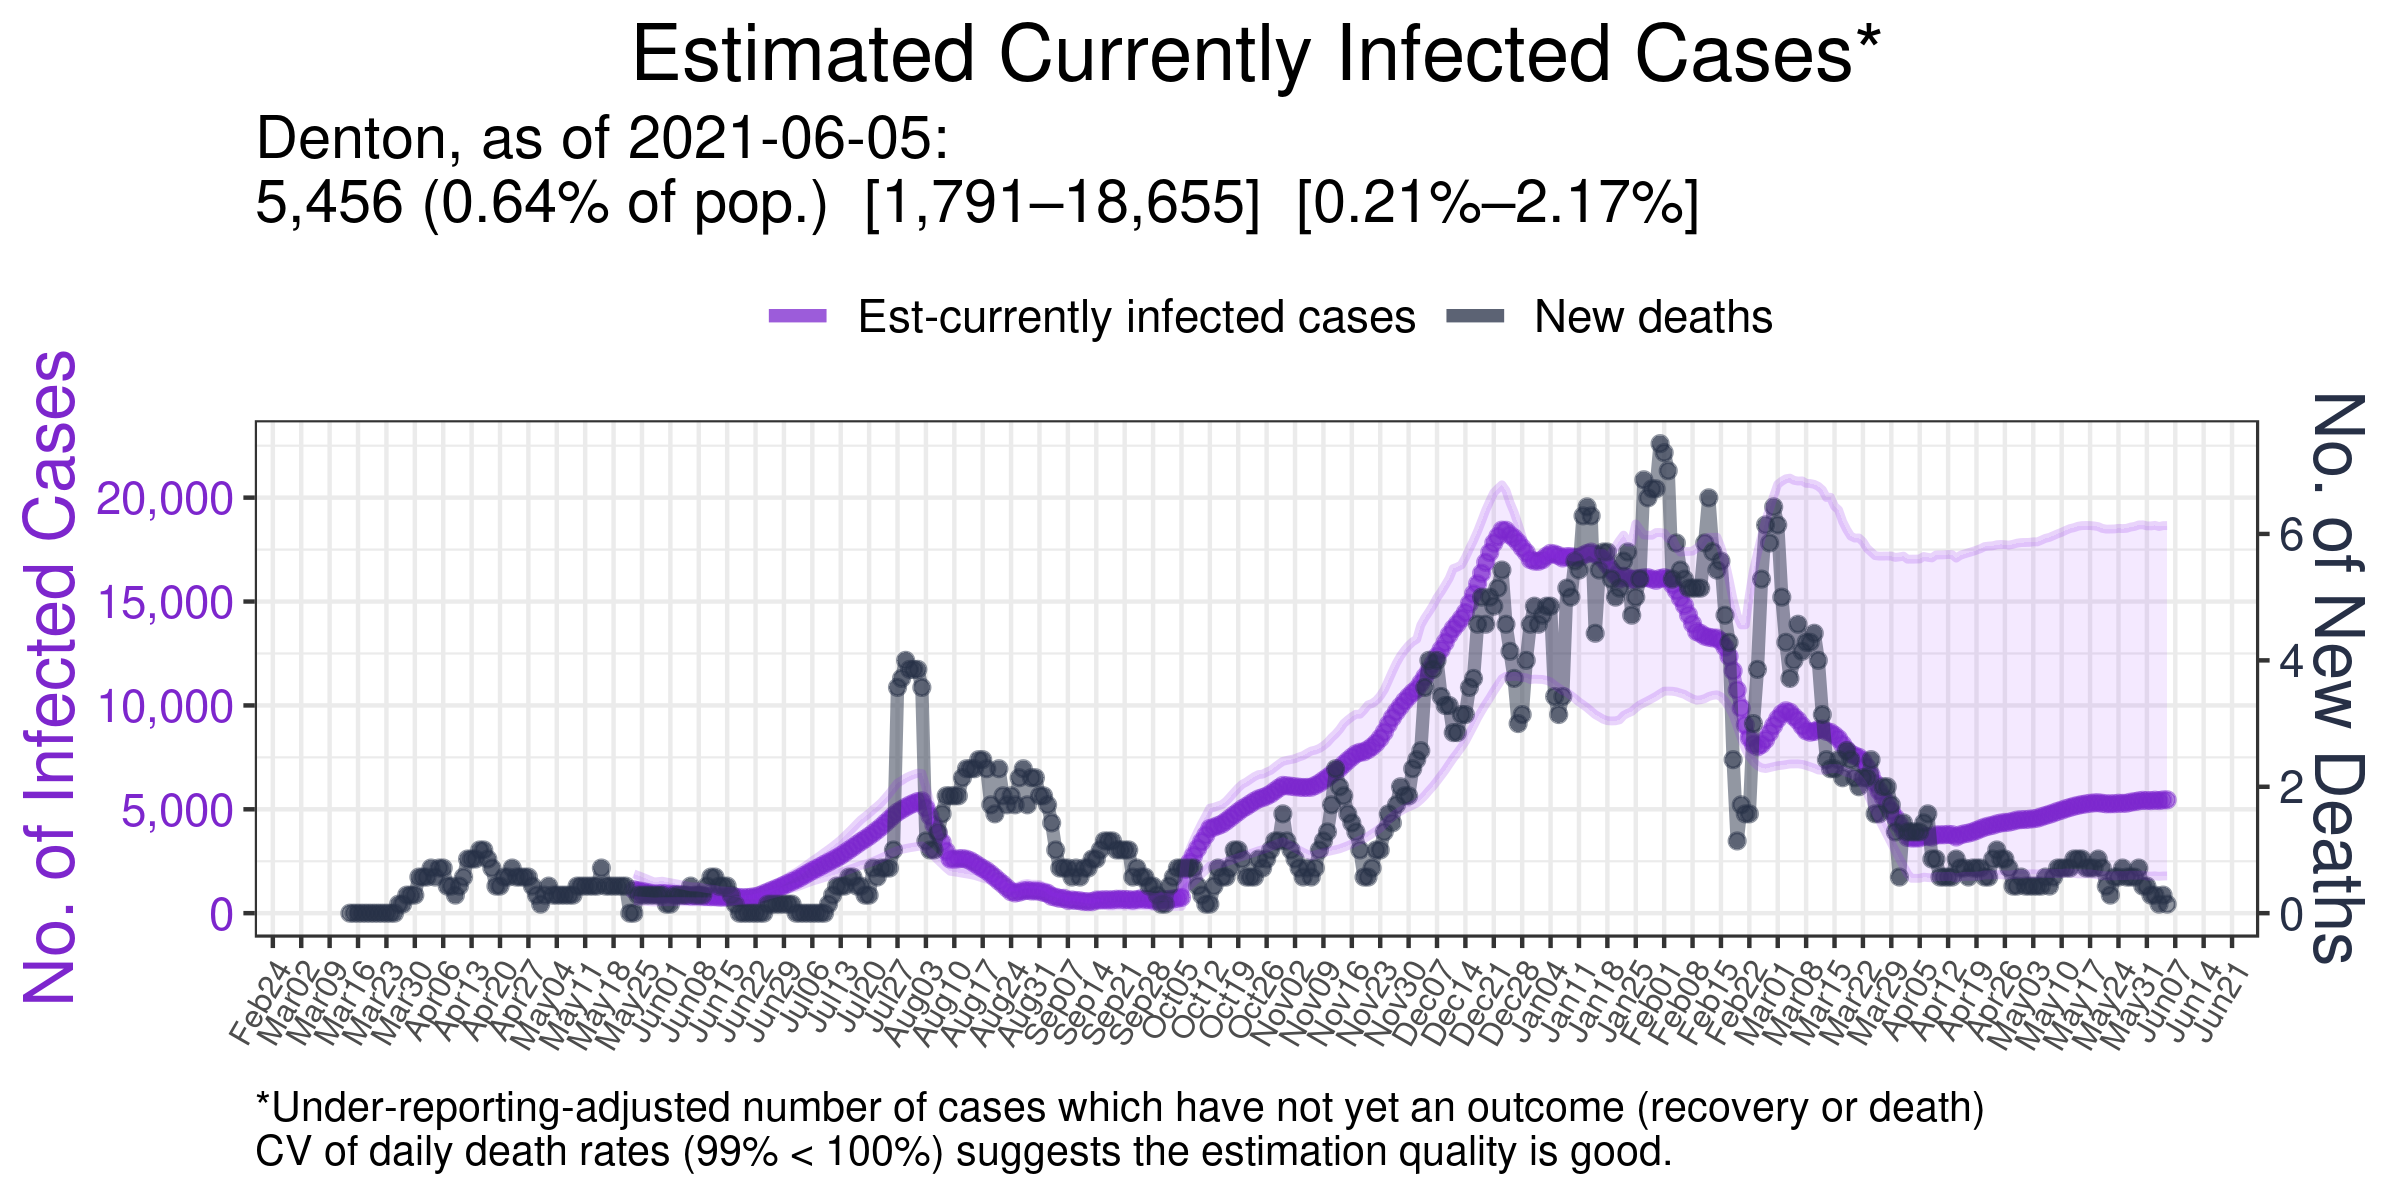 Estimated Currently Infected Cases*
Denton, as of 2021-06-05:
5,456 (0.64% of pop.) [1,791–18,655] [0.21%–2.17%]
Est-currently infected cases
New deaths
No. of Infected Cases
20,000
15,000
10,000
5,000
0
6
4
2
0
No. of New Deaths
Feb24
Mar02
Mar09
Mar16
Mar23
Mar30
Apr06
Apr13
Apr20
Apr27
May04
May11
May18
May25
Jun01
Jun08
Jun15
Jun22
Jun29
Jul06
Jul13
Jul20
Jul27
Aug03
Aug10
Aug17
Aug24
Aug31
Sep07
Sep14
Sep21
Sep28
Oct05
Oct12
Oct19
Oct26
Nov02
Nov09
Nov16
Nov23
Nov30
Dec07
Dec14
Dec21
Dec28
Jan04
Jan11
Jan18
Jan25
Feb01
Feb08
Feb15
Feb22
Mar01
Mar08
Mar15
Mar22
Mar29
Apr05
Apr12
Apr19
Apr26
May03
May10
May17
May24
May31
Jun07
Jun14
Jun21
*Under-reporting-adjusted number of cases which have not yet an outcome (recovery or death)
CV of daily death rates (99% < 100%) suggests the estimation quality is good.